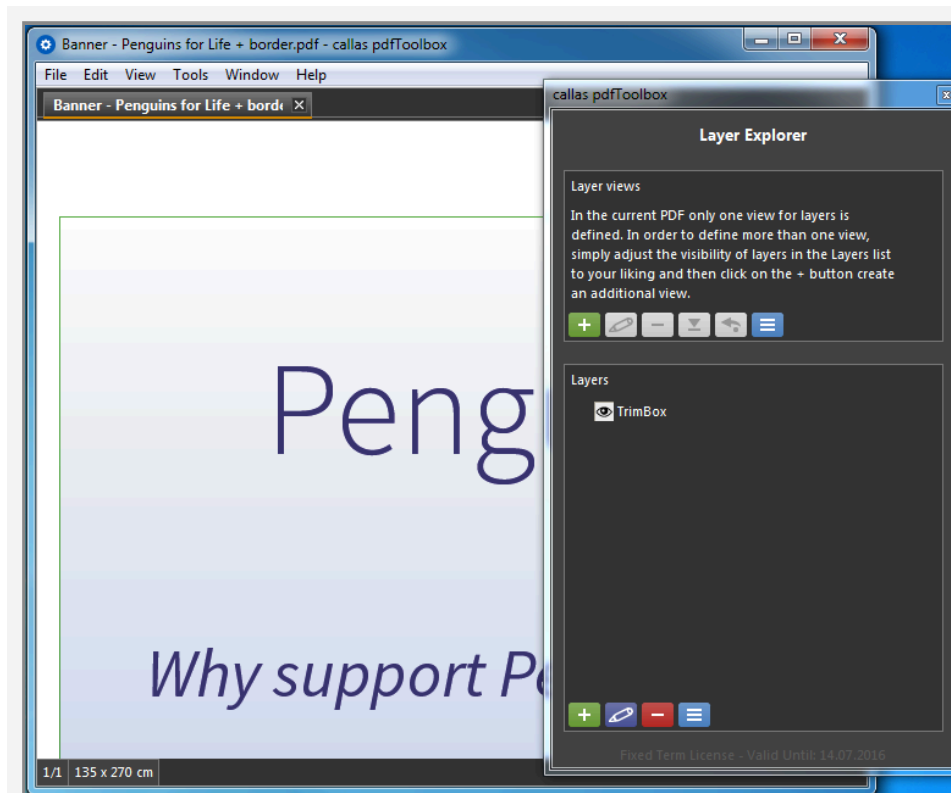 Banner - Penguins for Life + border.pdf - callas pdfToolbox
File Edit View Tools Window Help
Banner - Penguins for Life + borde
callas pdfToolbox
Layer Explorer
Layer views
In the current PDF only one view for layers is
defined. In order to define more than one view,
simply adjust the visibility of layers in the Layers list
to your liking and then click on the + button create
an additional view.
Layers
TrimBox
Peng
Why support Pe
Fixed Term License - Valid Until: 14.07.2016
1/1 135 x 270 cm